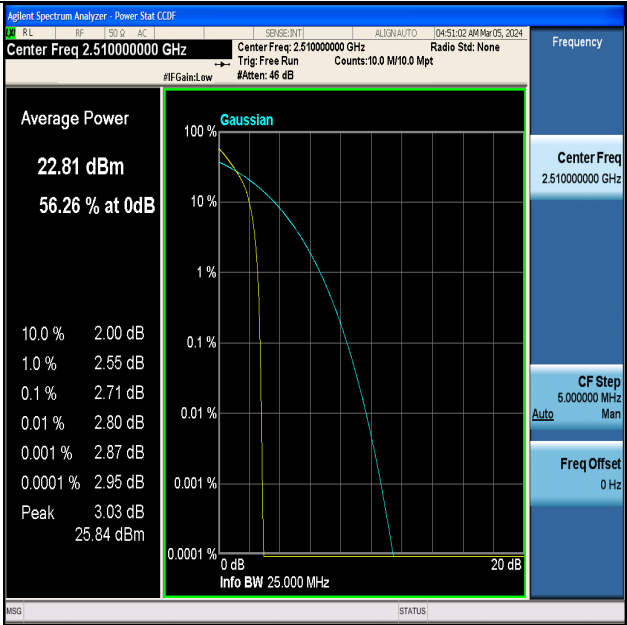 Agilent Spectrum Analyzer - Power Stat CCDF
LXI RL RF 50 Ω AC SENSE:INT ALIGNAUTO 04:51:02 AM Mar 05, 2024
Center Freq 2.510000000 GHz
Center Freq: 2.510000000 GHz Radio Std: None
Trig: Free Run Counts:10.0 M/10.0 Mpt
#IFGain:Low #Atten: 46 dB
Frequency
Average Power
22.81 dBm
56.26 % at 0dB
10.0 % 2.00 dB
1.0 % 2.55 dB
0.1 % 2.71 dB
0.01 % 2.80 dB
0.001 % 2.87 dB
0.0001 % 2.95 dB
Peak 3.03 dB
25.84 dBm
Gaussian
100 %
10 %
1 %
0.1 %
0.01 %
0.001 %
0.0001 %
0 dB 20 dB
Info BW 25.000 MHz
Center Freq
2.510000000 GHz
CF Step
5.000000 MHz
Auto Man
Freq Offset
0 Hz
MSG STATUS